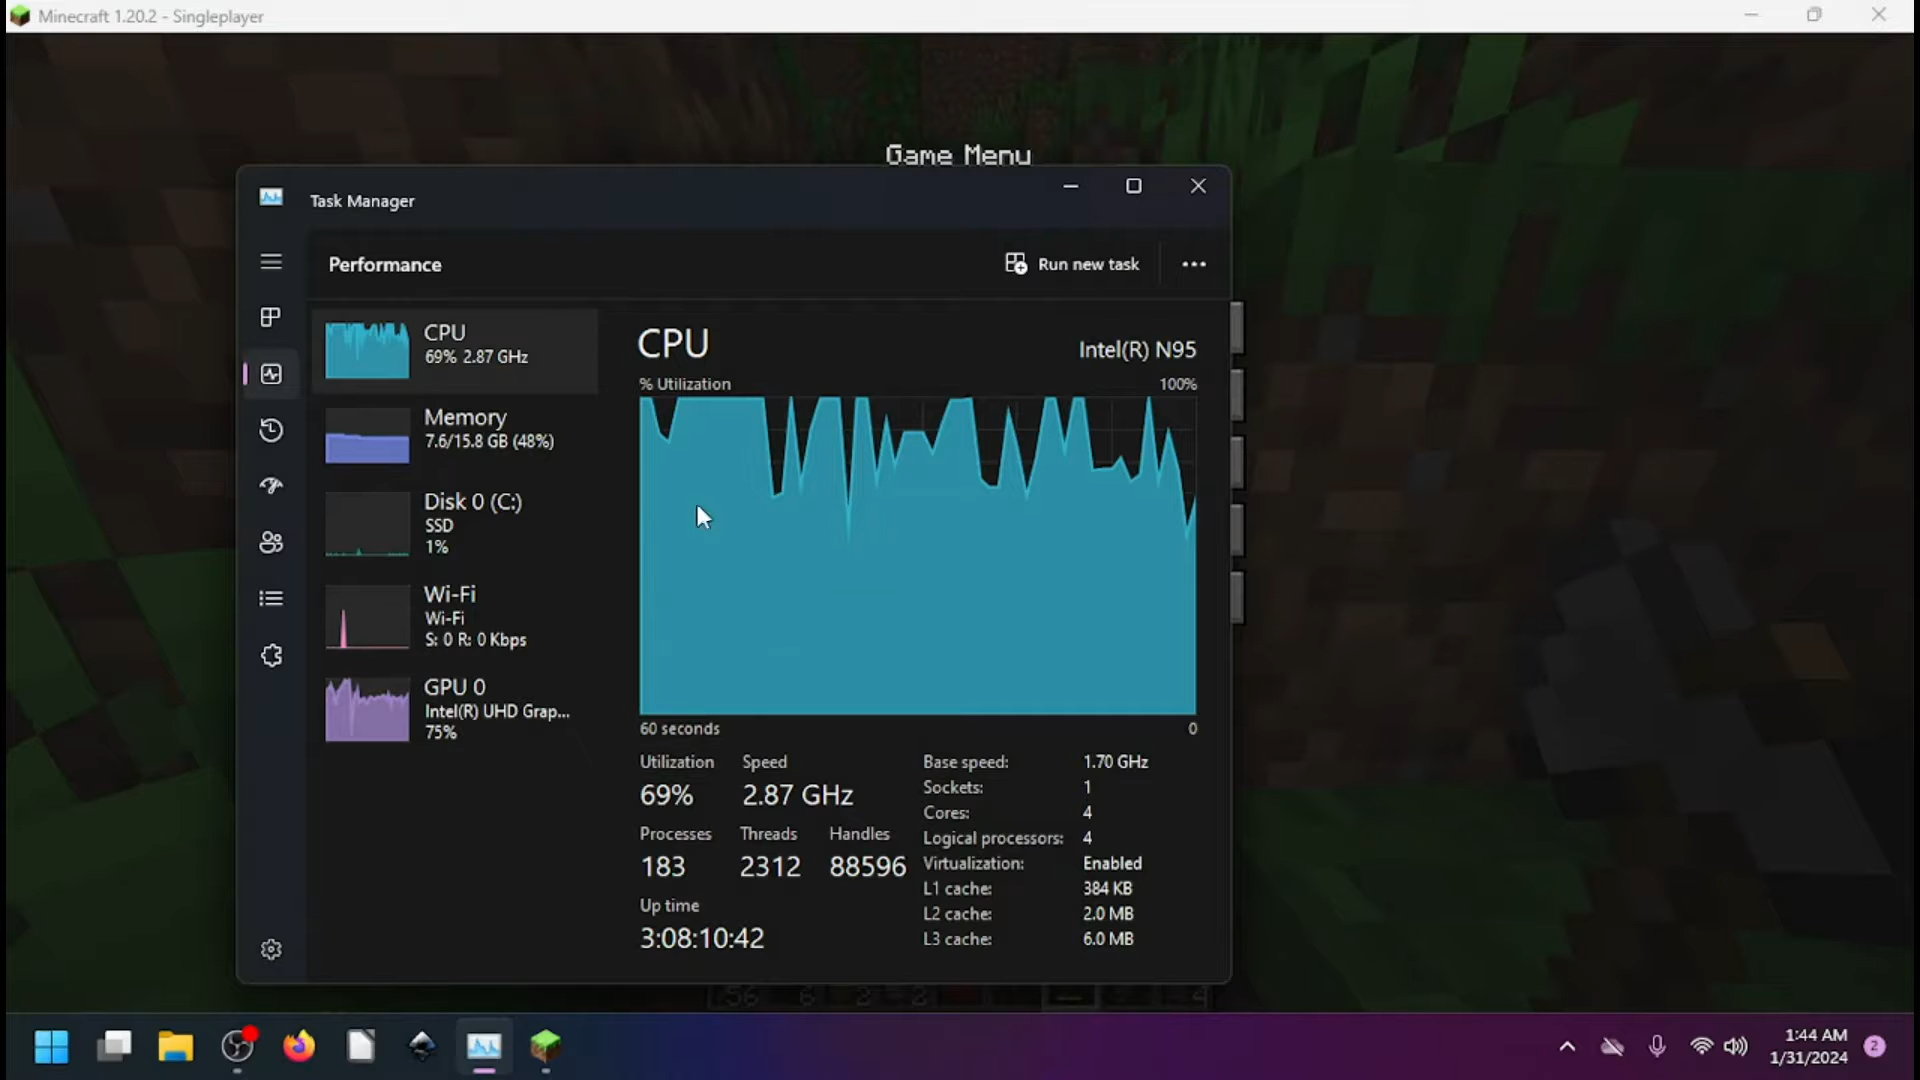 Minecraft 1.20.2 - Singleplayer
Game Menu
Task Manager
Performance
Run new task
CPU
69% 2.87 GHz
Memory
7.6/15.8 GB (48%)
Disk 0 (C:)
SSD
1%
Wi-Fi
Wi-Fi
S: 0 R: 0 Kbps
GPU 0
Intel(R) UHD Grap...
75%
CPU
Intel(R) N95
% Utilization
100%
60 seconds
0
Utilization
69%
Speed
2.87 GHz
Processes
183
Threads
2312
Handles
88596
Up time
3:08:10:42
Base speed: 1.70 GHz
Sockets: 1
Cores: 4
Logical processors: 4
Virtualization: Enabled
L1 cache: 384 KB
L2 cache: 2.0 MB
L3 cache: 6.0 MB
1:44 AM
1/31/2024
2